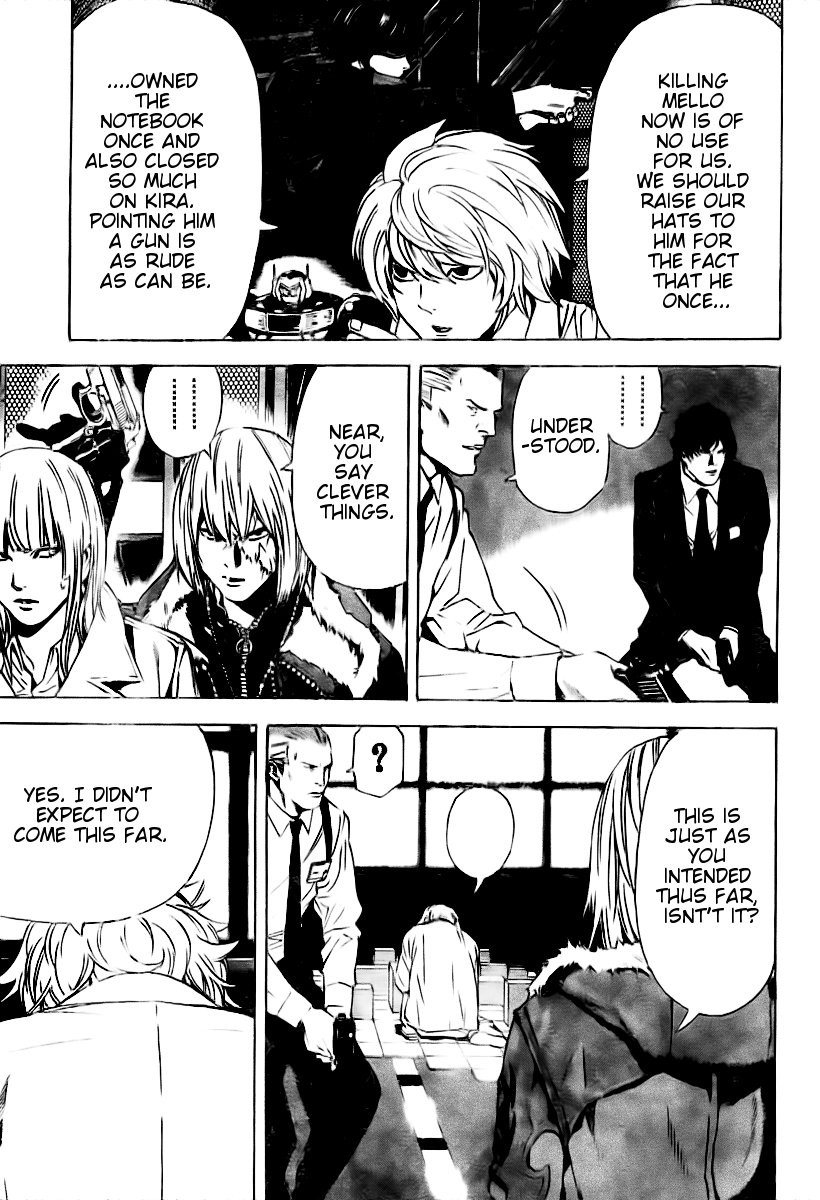 KILLING
MELLO
NOW IS OF
NO USE
FOR US.
WE SHOULD
RAISE OUR
HATS TO
HIM FOR
THE FACT
THAT HE
ONCE...
....OWNED
THE
NOTEBOOK
ONCE AND
ALSO CLOSED
SO MUCH
ON KIRA.
POINTING HIM
A GUN IS
AS RUDE
AS CAN BE.
UNDER
-STOOD.
NEAR,
YOU
SAY
CLEVER
THINGS.
THIS IS
JUST AS
YOU
INTENDED
THUS FAR,
ISNT'T IT?
?
YES. I DIDN'T
EXPECT TO
COME THIS FAR.